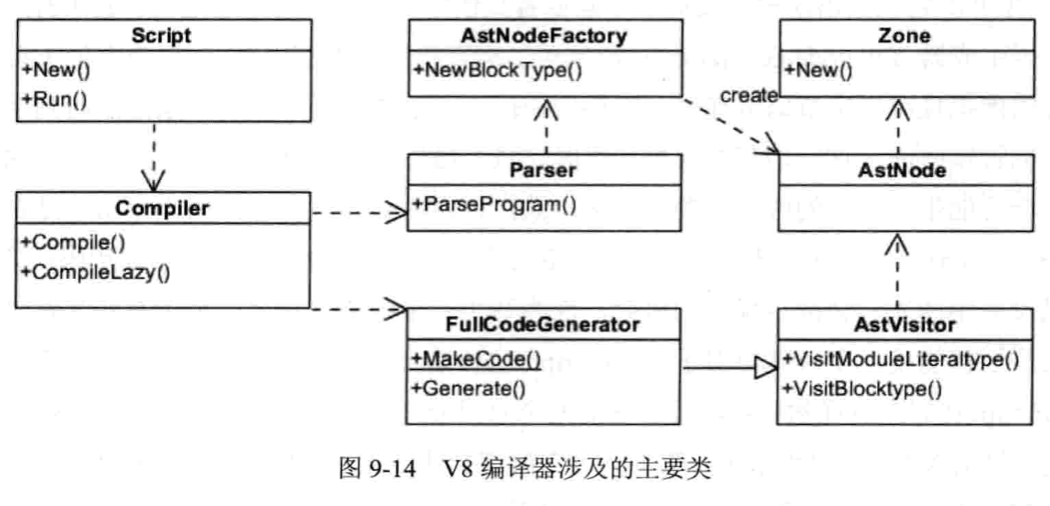 Script
+New()
+Run()
AstNodeFactory
+NewBlockType()
Zone
+New()
create
Compiler
+Compile()
+CompileLazy()
Parser
+ParseProgram()
AstNode
FullCodeGenerator
+MakeCode()
+Generate()
AstVisitor
+VisitModuleLiteraltype()
+VisitBlocktype()
图 9-14 V8 编译器涉及的主要类